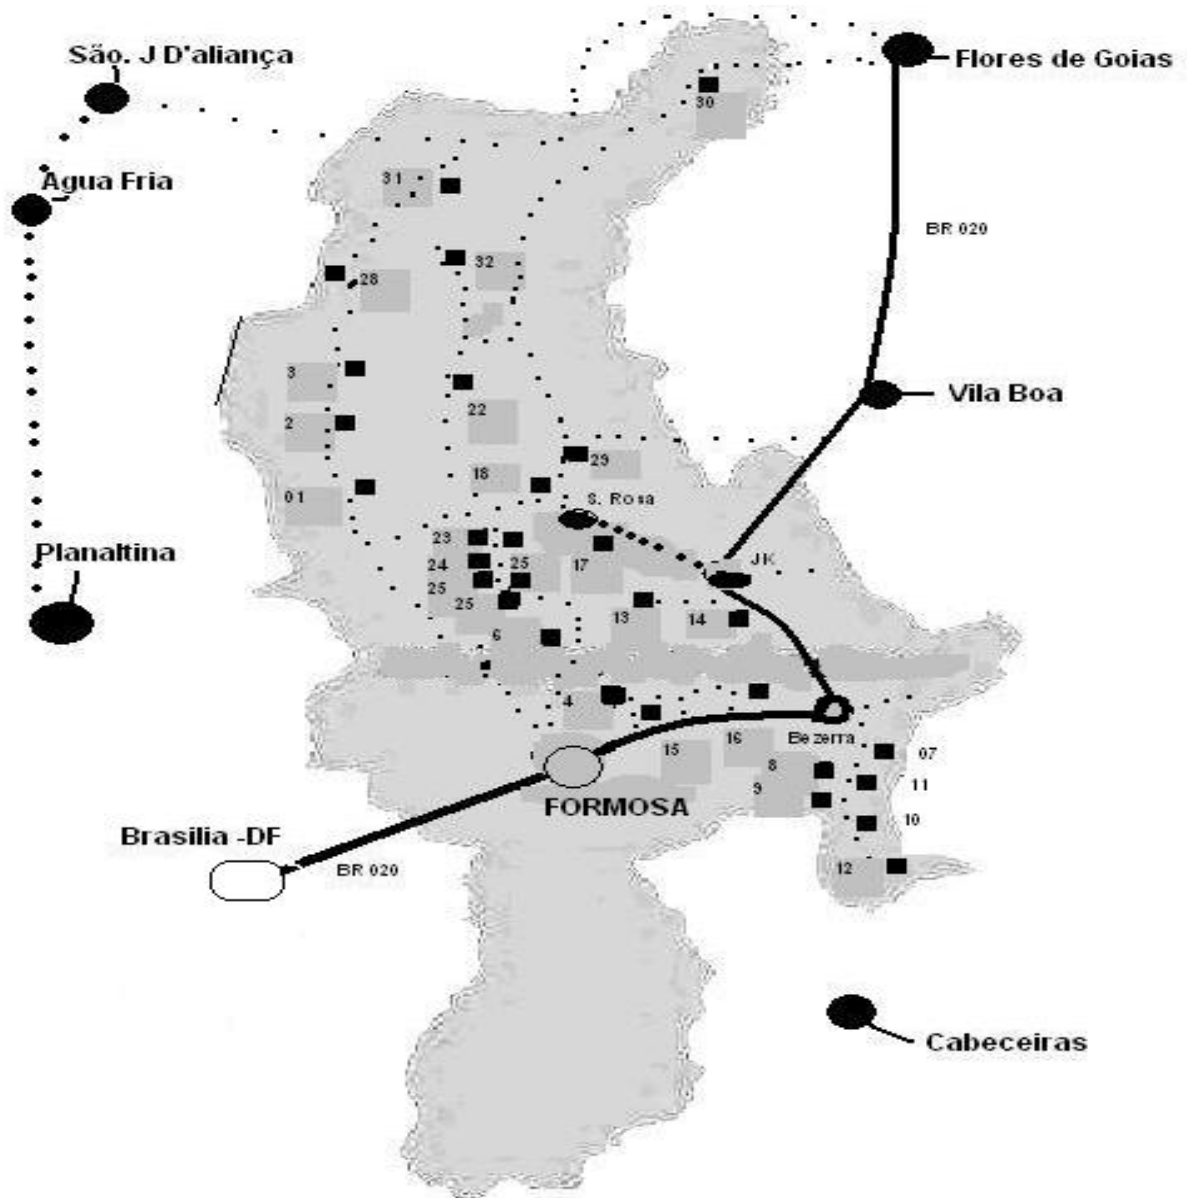 São. J D'aliança
Flores de Goias
30
Agua Fria
31
BR 020
32
28
3
Vila Boa
2
22
29
18
01
S. Rosa
23
Planaltina
24
25
17
JK
25
25
13
14
6
4
15
16
Bezerra
07
8
11
9
FORMOSA
10
Brasilia -DF
BR 020
12
Cabeceiras